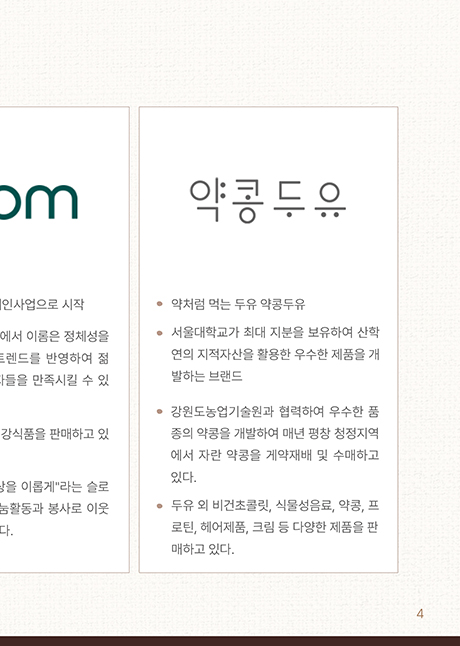 om
인사업으로 시작
에서 이롬은 정체성을
트렌드를 반영하여 젊
자들을 만족시킬 수 있
강식품을 판매하고 있
상을 이롭게"라는 슬로
눔활동과 봉사로 이웃
다.
약콩두유
약처럼 먹는 두유 약콩두유
서울대학교가 최대 지분을 보유하여 산학
연의 지적자산을 활용한 우수한 제품을 개
발하는 브랜드
강원도농업기술원과 협력하여 우수한 품
종의 약콩을 개발하여 매년 평창 청정지역
에서 자란 약콩을 계약재배 및 수매하고
있다.
두유 외 비건초콜릿, 식물성음료, 약콩, 프
로틴, 헤어제품, 크림 등 다양한 제품을 판
매하고 있다.
4